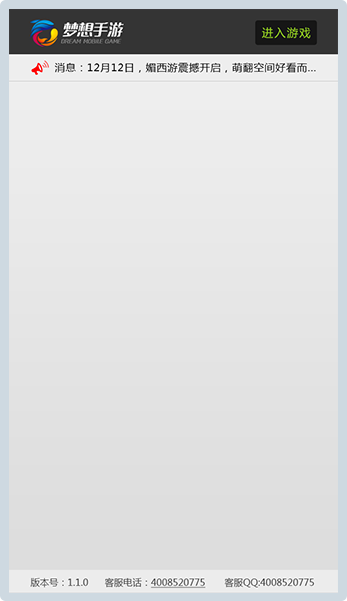 梦想手游
DREAM MOBILE GAME
进入游戏
消息：12月12日，媚西游震撼开启，萌翻空间好看而...
版本号：1.1.0 客服电话：4008520775 客服QQ:4008520775